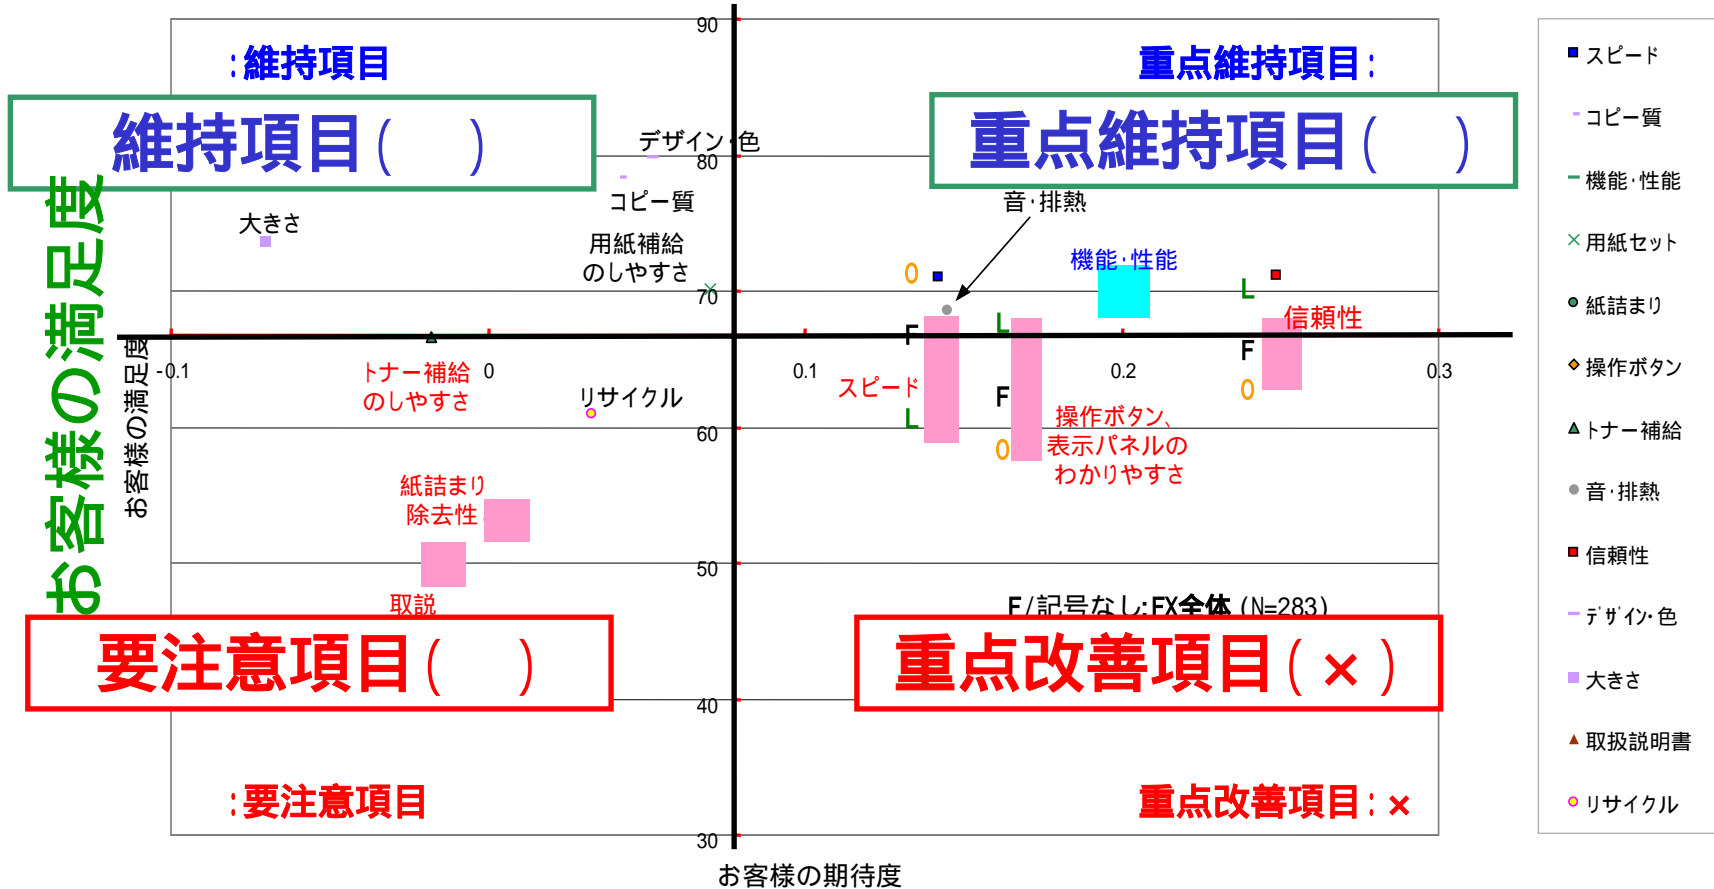 90
:維持項目
重点維持項目:
維持項目( )
重点維持項目( )
デザイン・色
80
コピー質
音・排熱
大きさ
用紙補給
のしやすさ
機能・性能
O
L
70
信頼性
L
F
F
お客様の満足度
お客様の満足度
-0.1
0
0.1
0.2
0.3
トナー補給
のしやすさ
リサイクル
スピード
F
O
L
操作ボタン、
表示パネルの
わかりやすさ
60
O
紙詰まり
除去性
50
取説
F/記号なし:FX全体 (N=283)
要注意項目( )
重点改善項目( × )
40
:要注意項目
重点改善項目: ×
30
お客様の期待度
スピード
コピー質
機能・性能
用紙セット
紙詰まり
操作ボタン
トナー補給
音・排熱
信頼性
デザイン・色
大きさ
取扱説明書
リサイクル